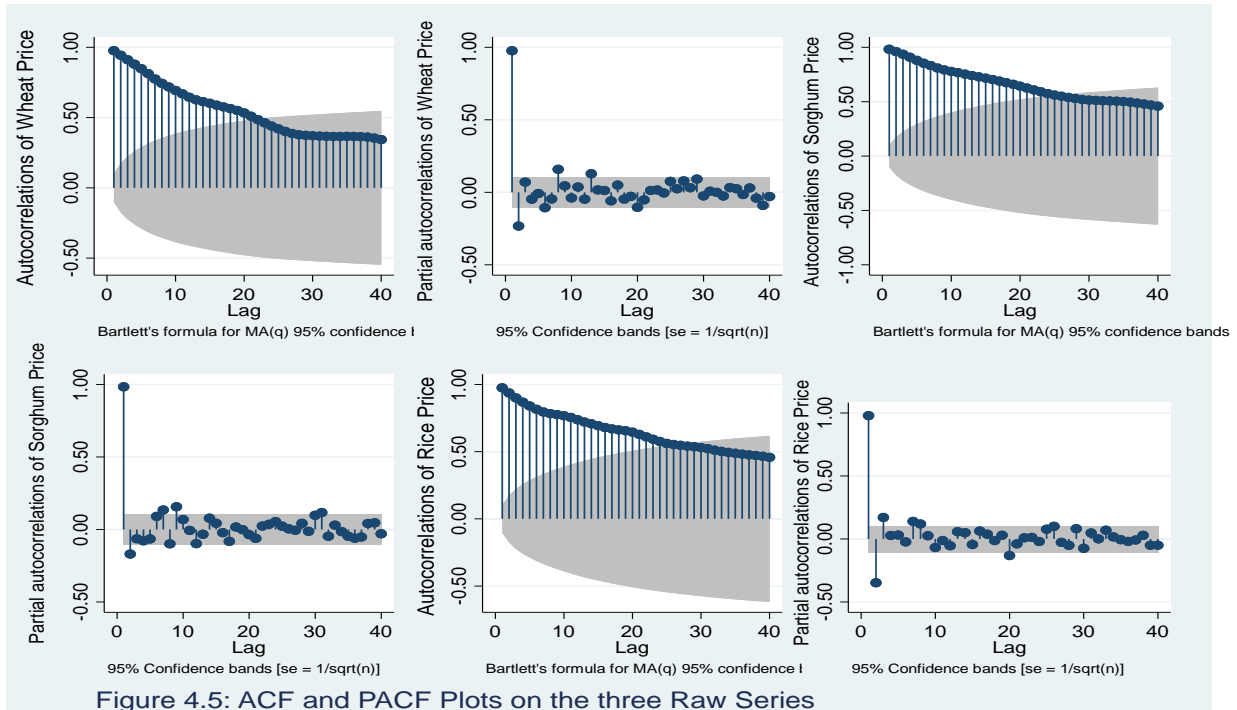 Autocorrelations of Wheat Price
1.00
0.50
0.00
-0.50
0 10 20 30 40
Lag
Bartlett's formula for MA(q) 95% confidence
Partial autocorrelations of Wheat Price
1.00
0.50
0.00
-0.50
0 10 20 30 40
Lag
95% Confidence bands [se = 1/sqrt(n)]
Autocorrelations of Sorghum Price
1.00
0.50
0.00
-0.50
-1.00
0 10 20 30 40
Lag
Bartlett's formula for MA(q) 95% confidence bands
Partial autocorrelations of Sorghum Price
1.00
0.50
0.00
-0.50
0 10 20 30 40
Lag
95% Confidence bands [se = 1/sqrt(n)]
Autocorrelations of Rice Price
1.00
0.50
0.00
-0.50
0 10 20 30 40
Lag
Bartlett's formula for MA(q) 95% confidence
Partial autocorrelations of Rice Price
1.00
0.50
0.00
-0.50
0 10 20 30 40
Lag
95% Confidence bands [se = 1/sqrt(n)]
Figure 4.5: ACF and PACF Plots on the three Raw Series